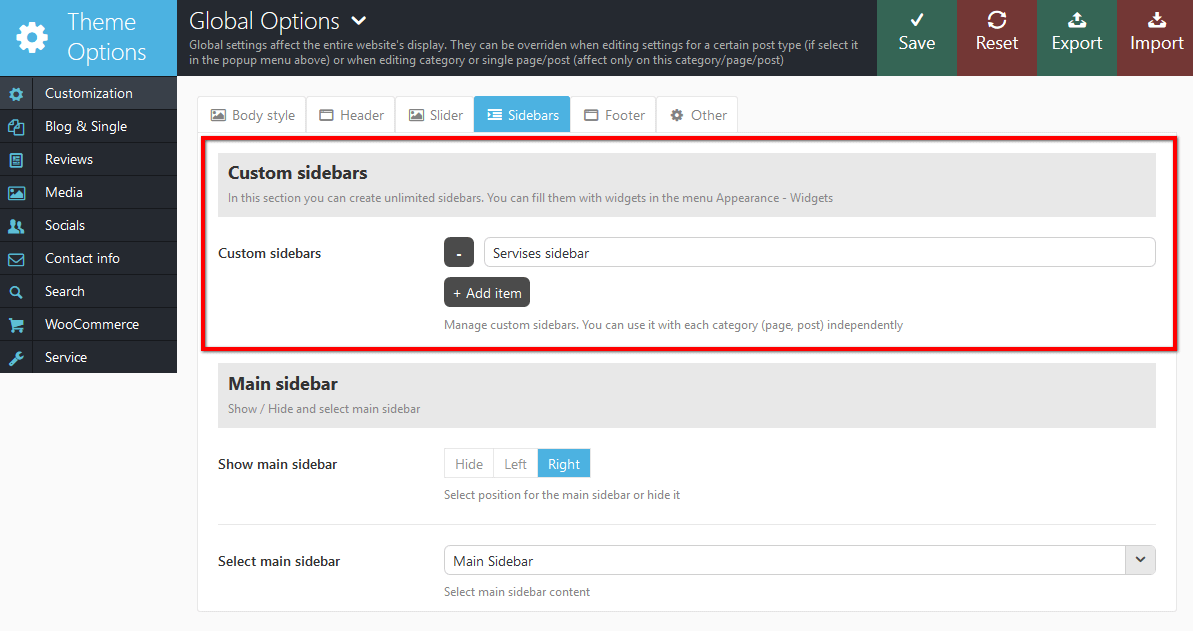 Theme
Options
Global Options
Global settings affect the entire website's display. They can be overriden when editing settings for a certain post type (if select it
in the popup menu above) or when editing category or single page/post (affect only on this category/page/post)
Save
Reset
Export
Import
Customization
Blog & Single
Reviews
Media
Socials
Contact info
Search
WooCommerce
Service
Body style
Header
Slider
Sidebars
Footer
Other
Custom sidebars
In this section you can create unlimited sidebars. You can fill them with widgets in the menu Appearance - Widgets
Custom sidebars
-
Servises sidebar
+ Add item
Manage custom sidebars. You can use it with each category (page, post) independently
Main sidebar
Show / Hide and select main sidebar
Show main sidebar
Hide
Left
Right
Select position for the main sidebar or hide it
Select main sidebar
Main Sidebar
Select main sidebar content